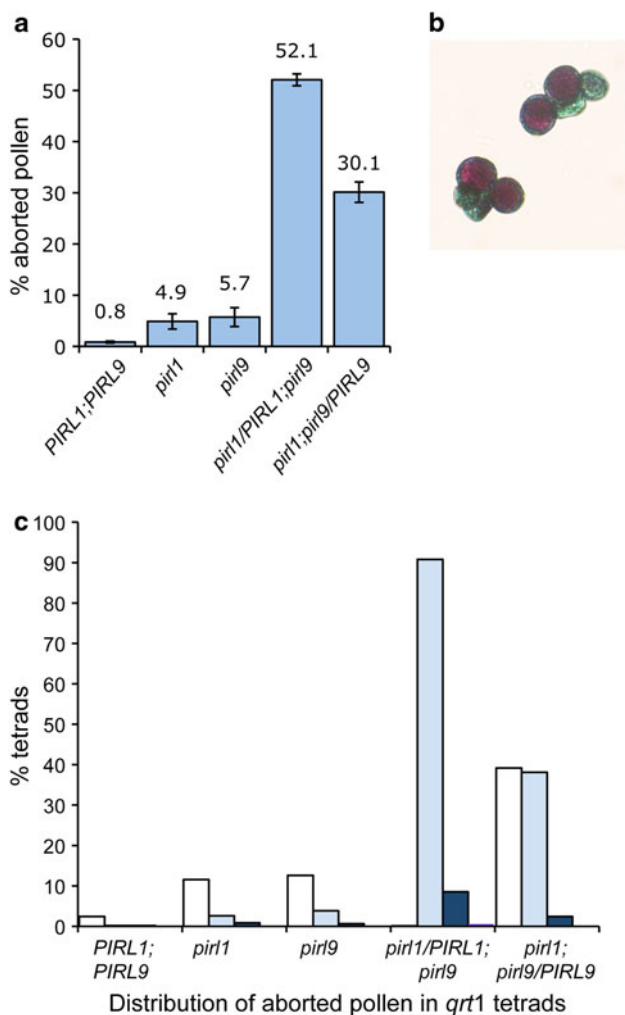 a
60
50
40
30
20
10
0
% aborted pollen
0.8
4.9
5.7
52.1
30.1
PIRL1;PIRL9
pirl1
pirl9
pirl1/PIRL1;pirl9
pirl1;pirl9/PIRL9
b
c
100
90
80
70
60
50
40
30
20
10
0
% tetrads
PIRL1;
PIRL9
pirl1
pirl9
pirl1/PIRL1;
pirl9
pirl1;
pirl9/PIRL9
Distribution of aborted pollen in qrt1 tetrads